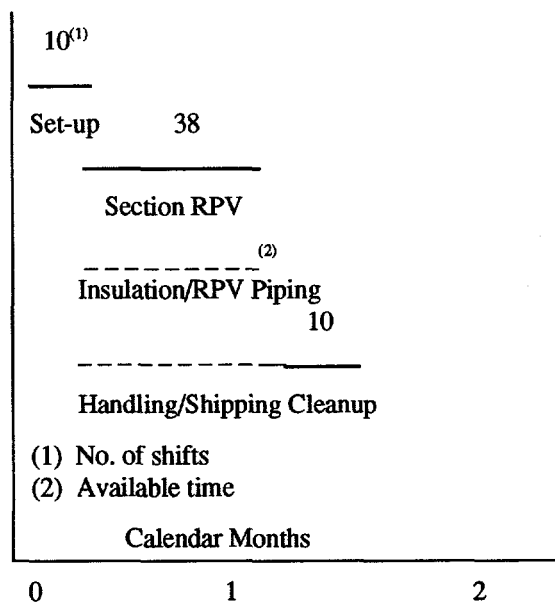 10(1)
Set-up 38
Section RPV
(2)
Insulation/RPV Piping
10
Handling/Shipping Cleanup
(1) No. of shifts
(2) Available time
Calendar Months
0 1 2